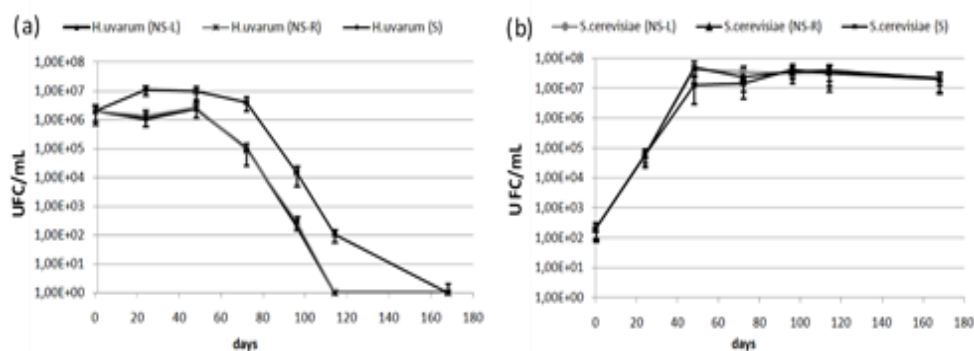 (a)
H.uvarum (NS-L) H.uvarum (NS-R) H.uvarum (S)
1,00E+08
1,00E+07
1,00E+06
1,00E+05
1,00E+04
1,00E+03
1,00E+02
1,00E+01
1,00E+00
UFC/mL
0 20 40 60 80 100 120 140 160 180
days
(b)
S.cerevisiae (NS-L) S.cerevisiae (NS-R) S.cerevisiae (S)
1,00E+08
1,00E+07
1,00E+06
1,00E+05
1,00E+04
1,00E+03
1,00E+02
1,00E+01
1,00E+00
UFC/mL
0 20 40 60 80 100 120 140 160 180
days